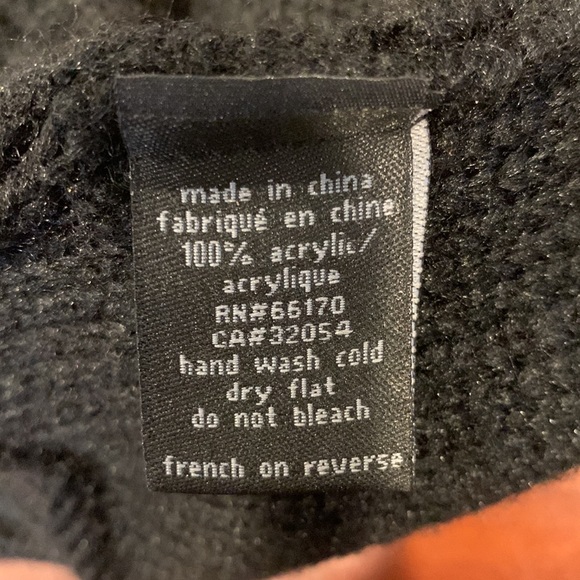 made in china
fabriqué en chine
100% acrylic/
acrylique
RN#66170
CA#32054
hand wash cold
dry flat
do not bleach
french on reverse